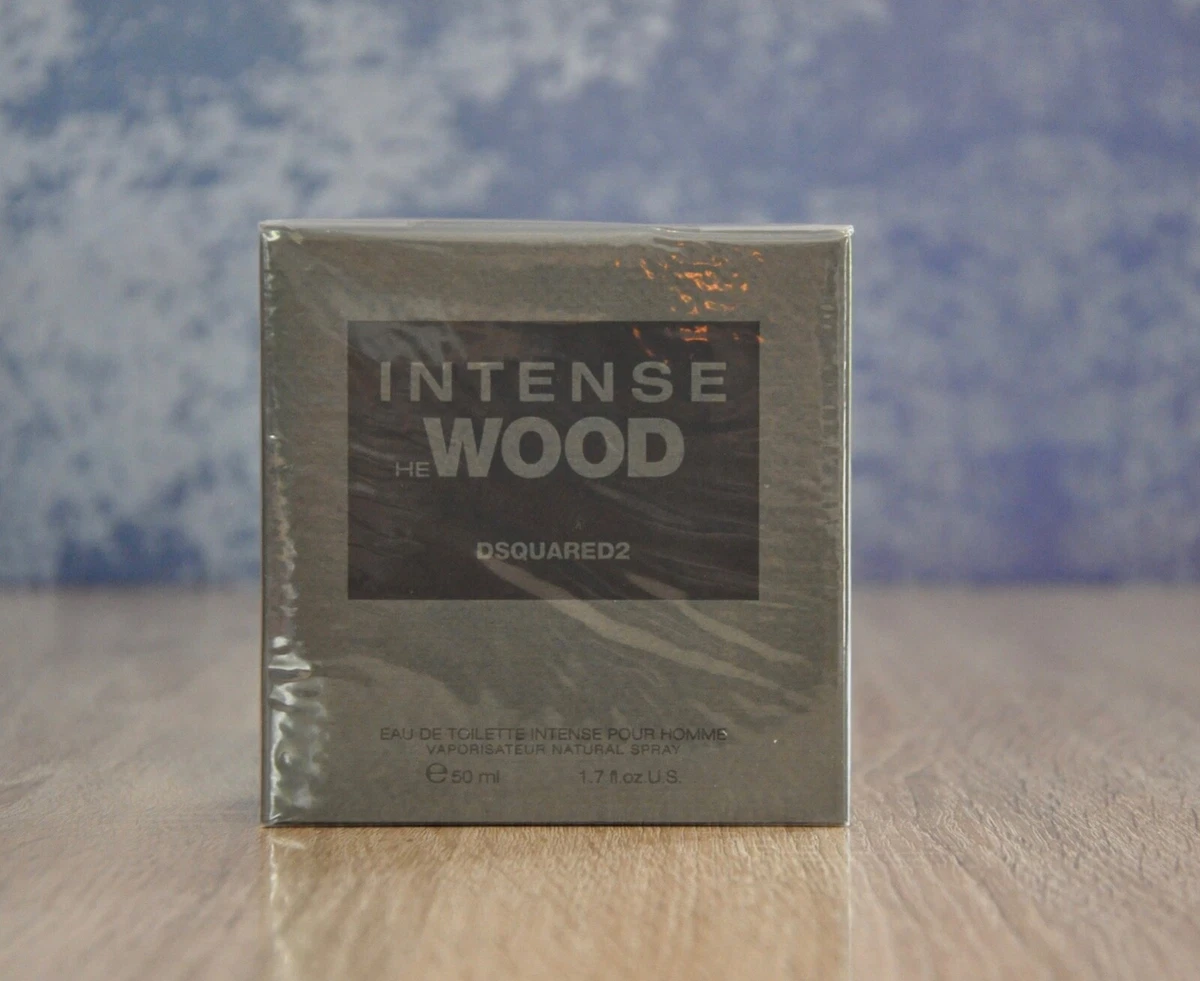 INTENSE
HE WOOD
DSQUARED2
EAU DE TOILETTE INTENSE POUR HOMME
VAPORISATEUR NATURAL SPRAY
℮ 50 ml 1.7 fl oz U.S.